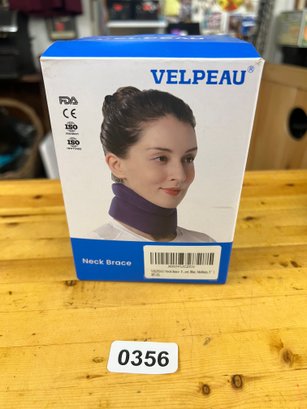 VELPEAU®
FDA
CE
ISO
ISO
Neck Brace
0356